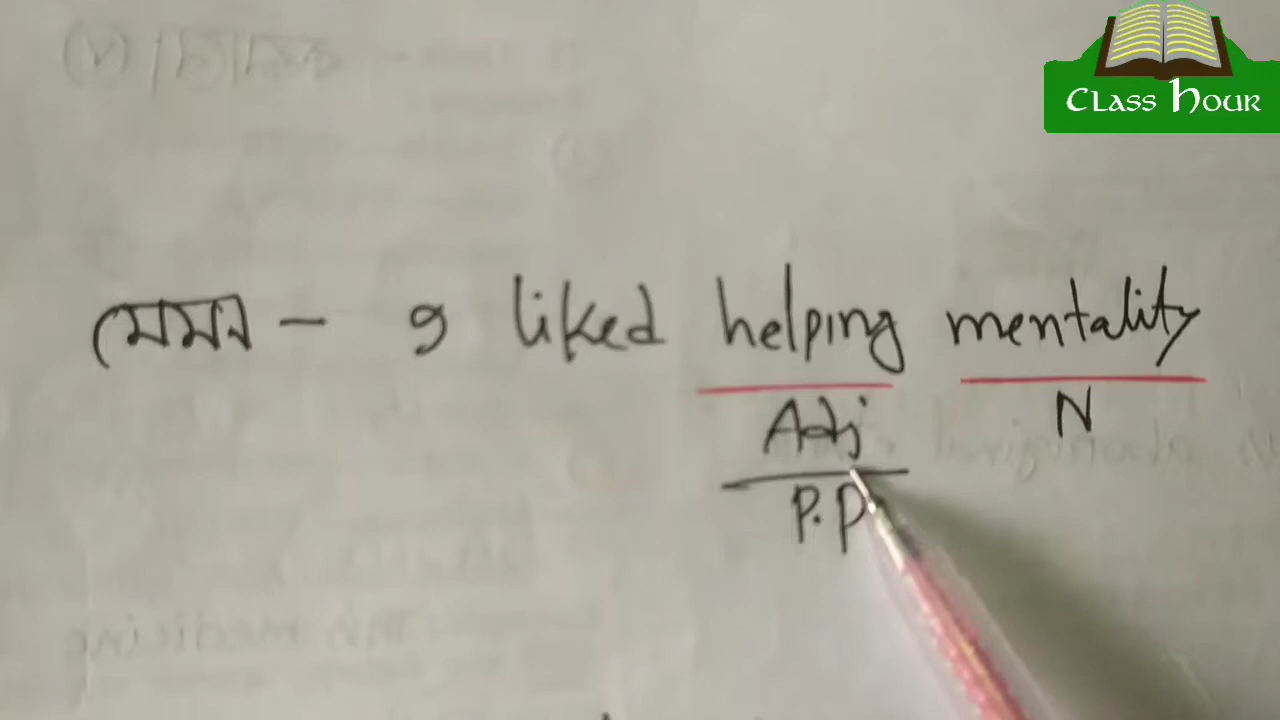 CLASS HOUR
যেমন - I liked helping mentality
Adj N
P.P